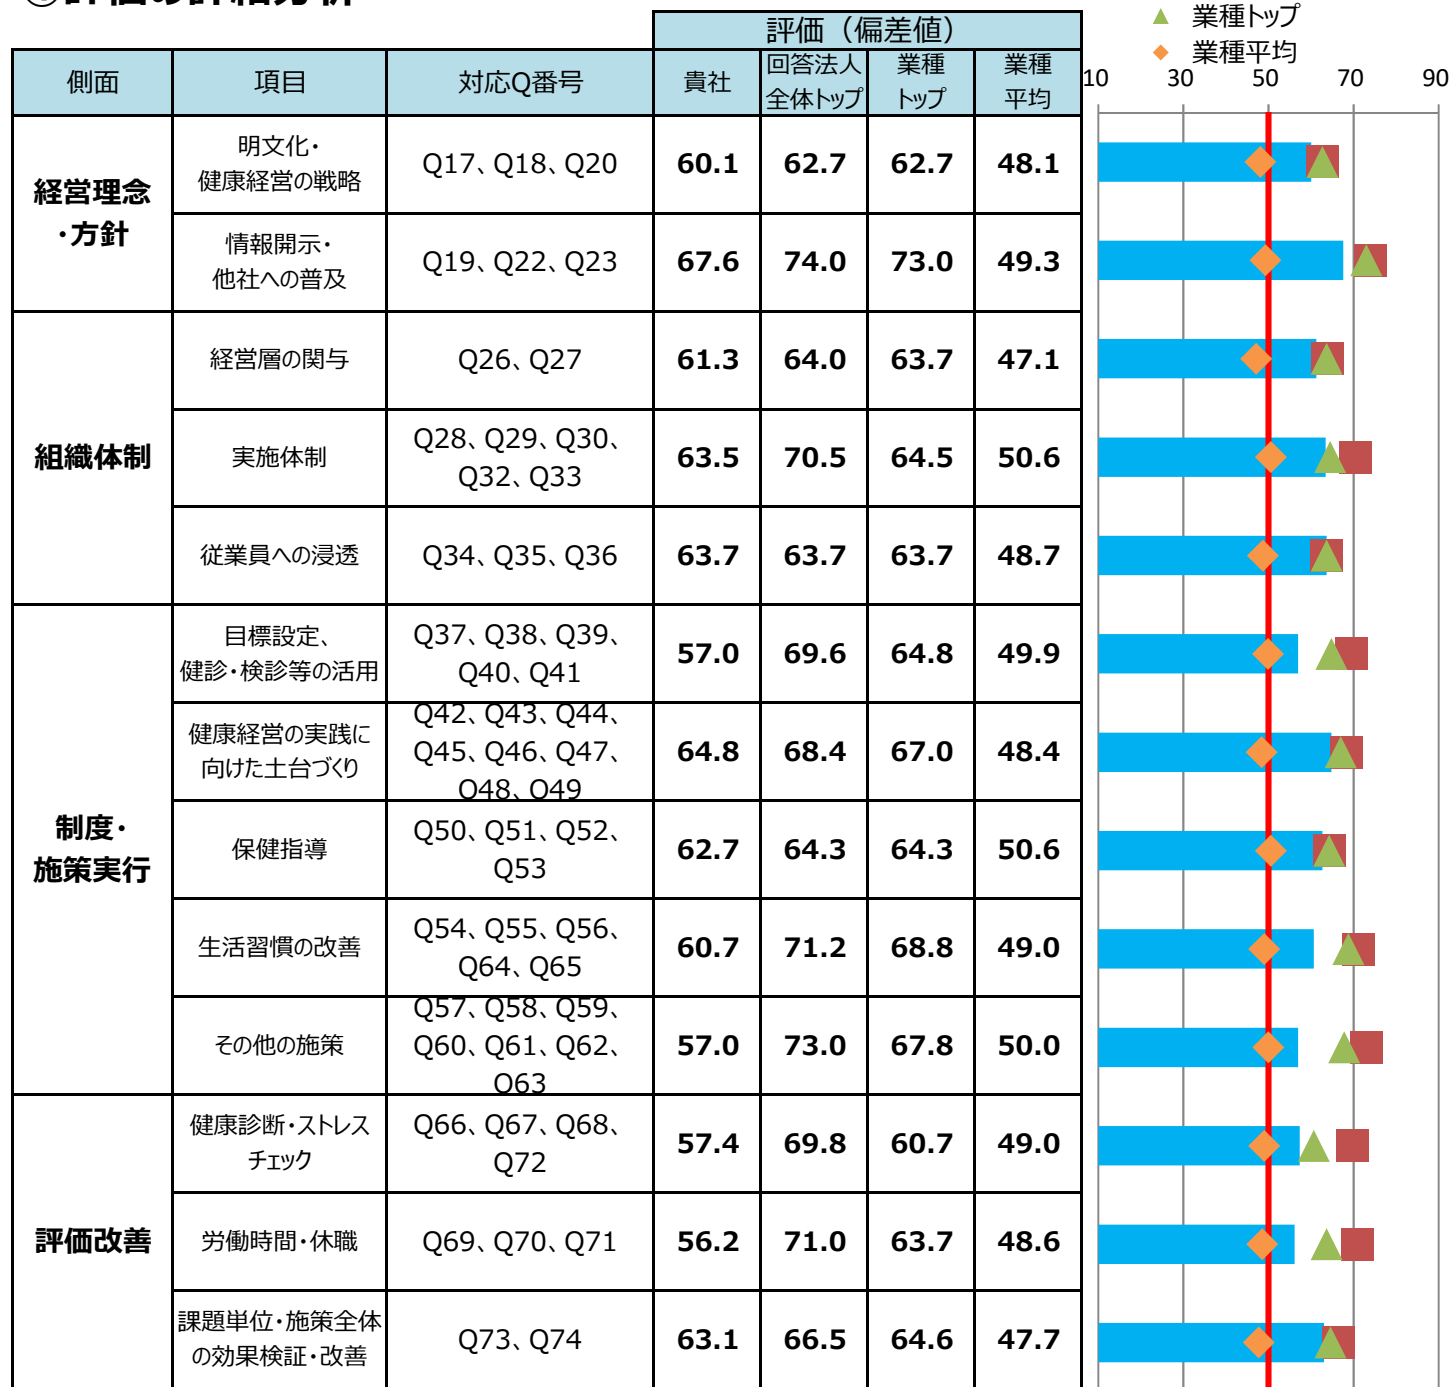 ▲ 業種トップ
◆ 業種平均
評価（偏差値）
側面 項目 対応Q番号 貴社 回答法人 業種 業種
全体トップ トップ 平均
10 30 50 70 90
経営理念
・方針
明文化・
健康経営の戦略
Q17、Q18、Q20 60.1 62.7 62.7 48.1
情報開示・
他社への普及
Q19、Q22、Q23 67.6 74.0 73.0 49.3
組織体制
経営層の関与 Q26、Q27 61.3 64.0 63.7 47.1
実施体制
Q28、Q29、Q30、
Q32、Q33
63.5 70.5 64.5 50.6
従業員への浸透 Q34、Q35、Q36 63.7 63.7 63.7 48.7
制度・
施策実行
目標設定、
健診・検診等の活用
Q37、Q38、Q39、
Q40、Q41
57.0 69.6 64.8 49.9
健康経営の実践に
向けた土台づくり
Q42、Q43、Q44、
Q45、Q46、Q47、
Q48、Q49
64.8 68.4 67.0 48.4
保健指導
Q50、Q51、Q52、
Q53
62.7 64.3 64.3 50.6
生活習慣の改善
Q54、Q55、Q56、
Q64、Q65
60.7 71.2 68.8 49.0
その他の施策
Q57、Q58、Q59、
Q60、Q61、Q62、
Q63
57.0 73.0 67.8 50.0
評価改善
健康診断・ストレス
チェック
Q66、Q67、Q68、
Q72
57.4 69.8 60.7 49.0
労働時間・休職 Q69、Q70、Q71 56.2 71.0 63.7 48.6
課題単位・施策全体
の効果検証・改善
Q73、Q74 63.1 66.5 64.6 47.7